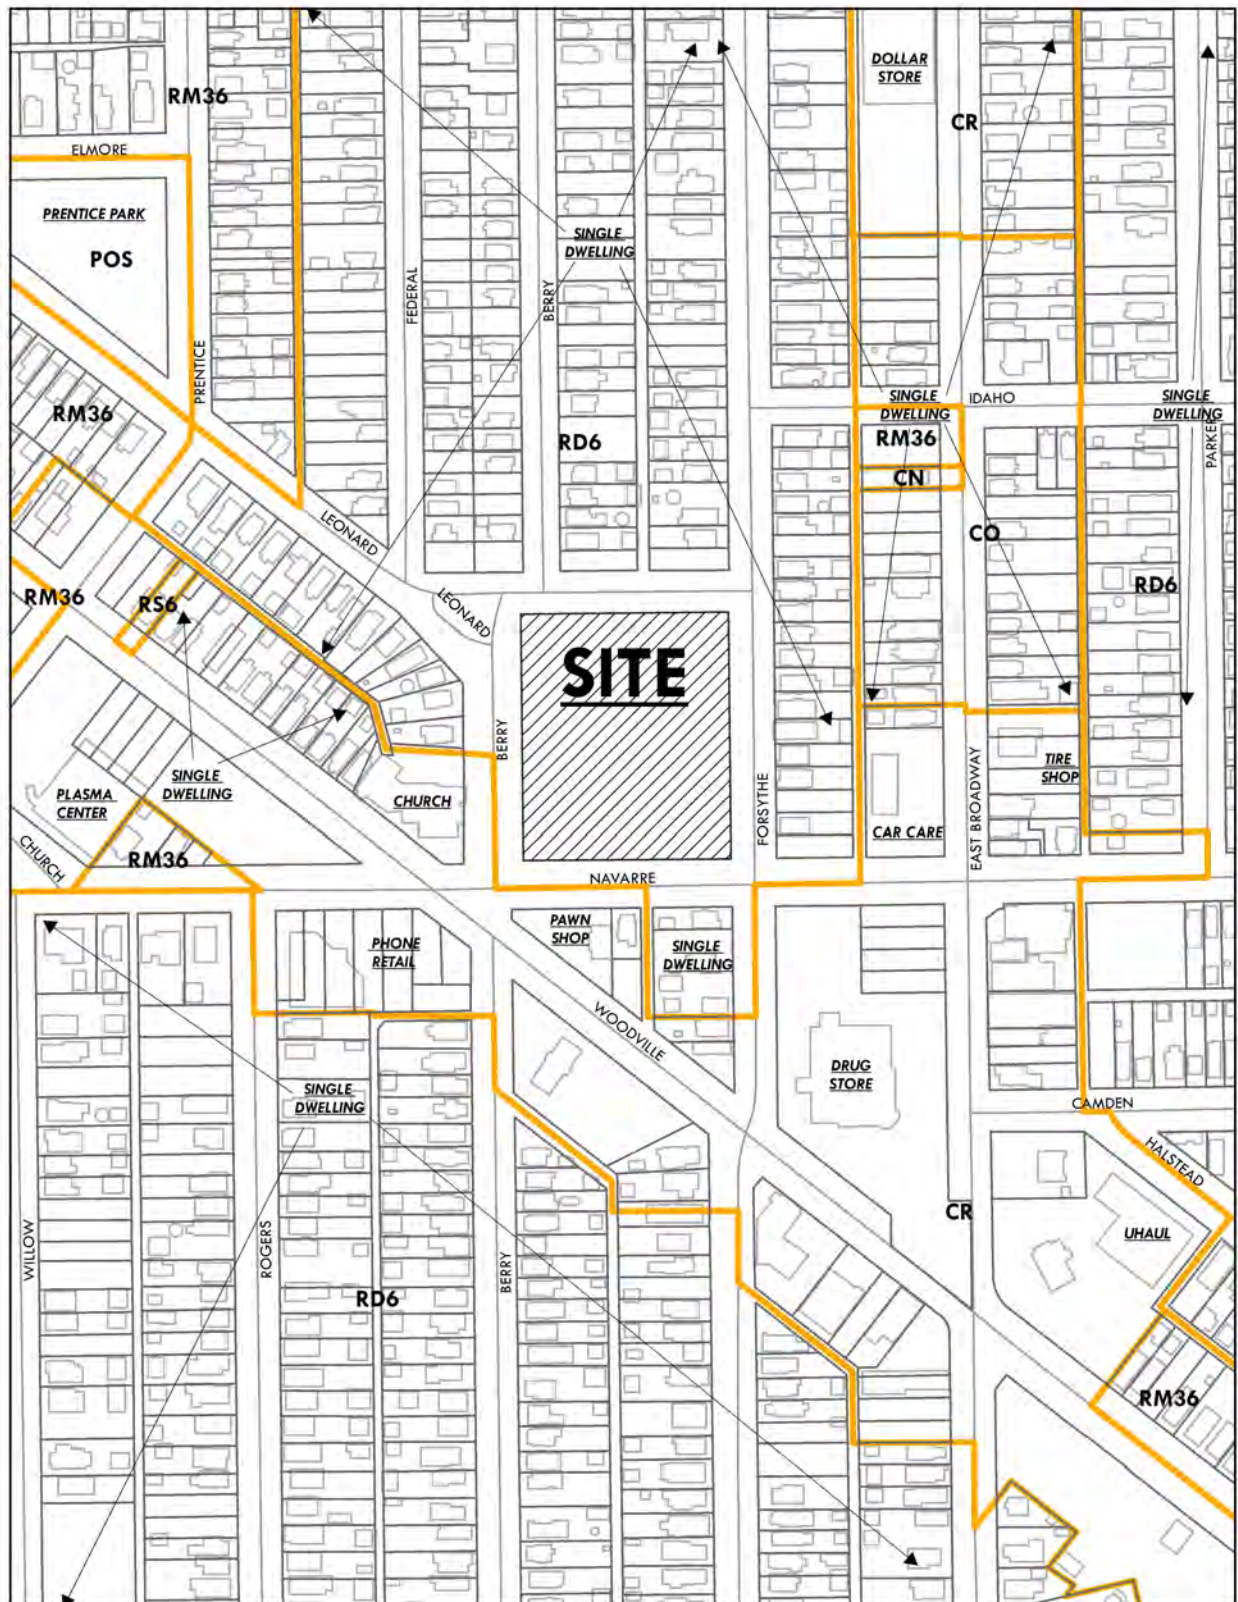 DOLLAR
STORE
RM36
CR
ELMORE
PRENTICE PARK
POS
SINGLE
DWELLING
FEDERAL
BERRY
PRENTICE
RM36
IDAHO
SINGLE
DWELLING
SINGLE
DWELLING
PARKER
RM36
RD6
CN
LEONARD
CO
RD6
RM36
RS6
LEONARD
SITE
BERRY
FORSYTHE
EAST BROADWAY
TIRE
SHOP
SINGLE
DWELLING
PLASMA
CENTER
CHURCH
CAR CARE
CHURCH
RM36
NAVARRE
PAWN
SHOP
PHONE
RETAIL
SINGLE
DWELLING
WOODVILLE
DRUG
STORE
SINGLE
DWELLING
CAMDEN
HALSTEAD
CR
UHAUL
WILLOW
ROGERS
BERRY
RD6
RM36